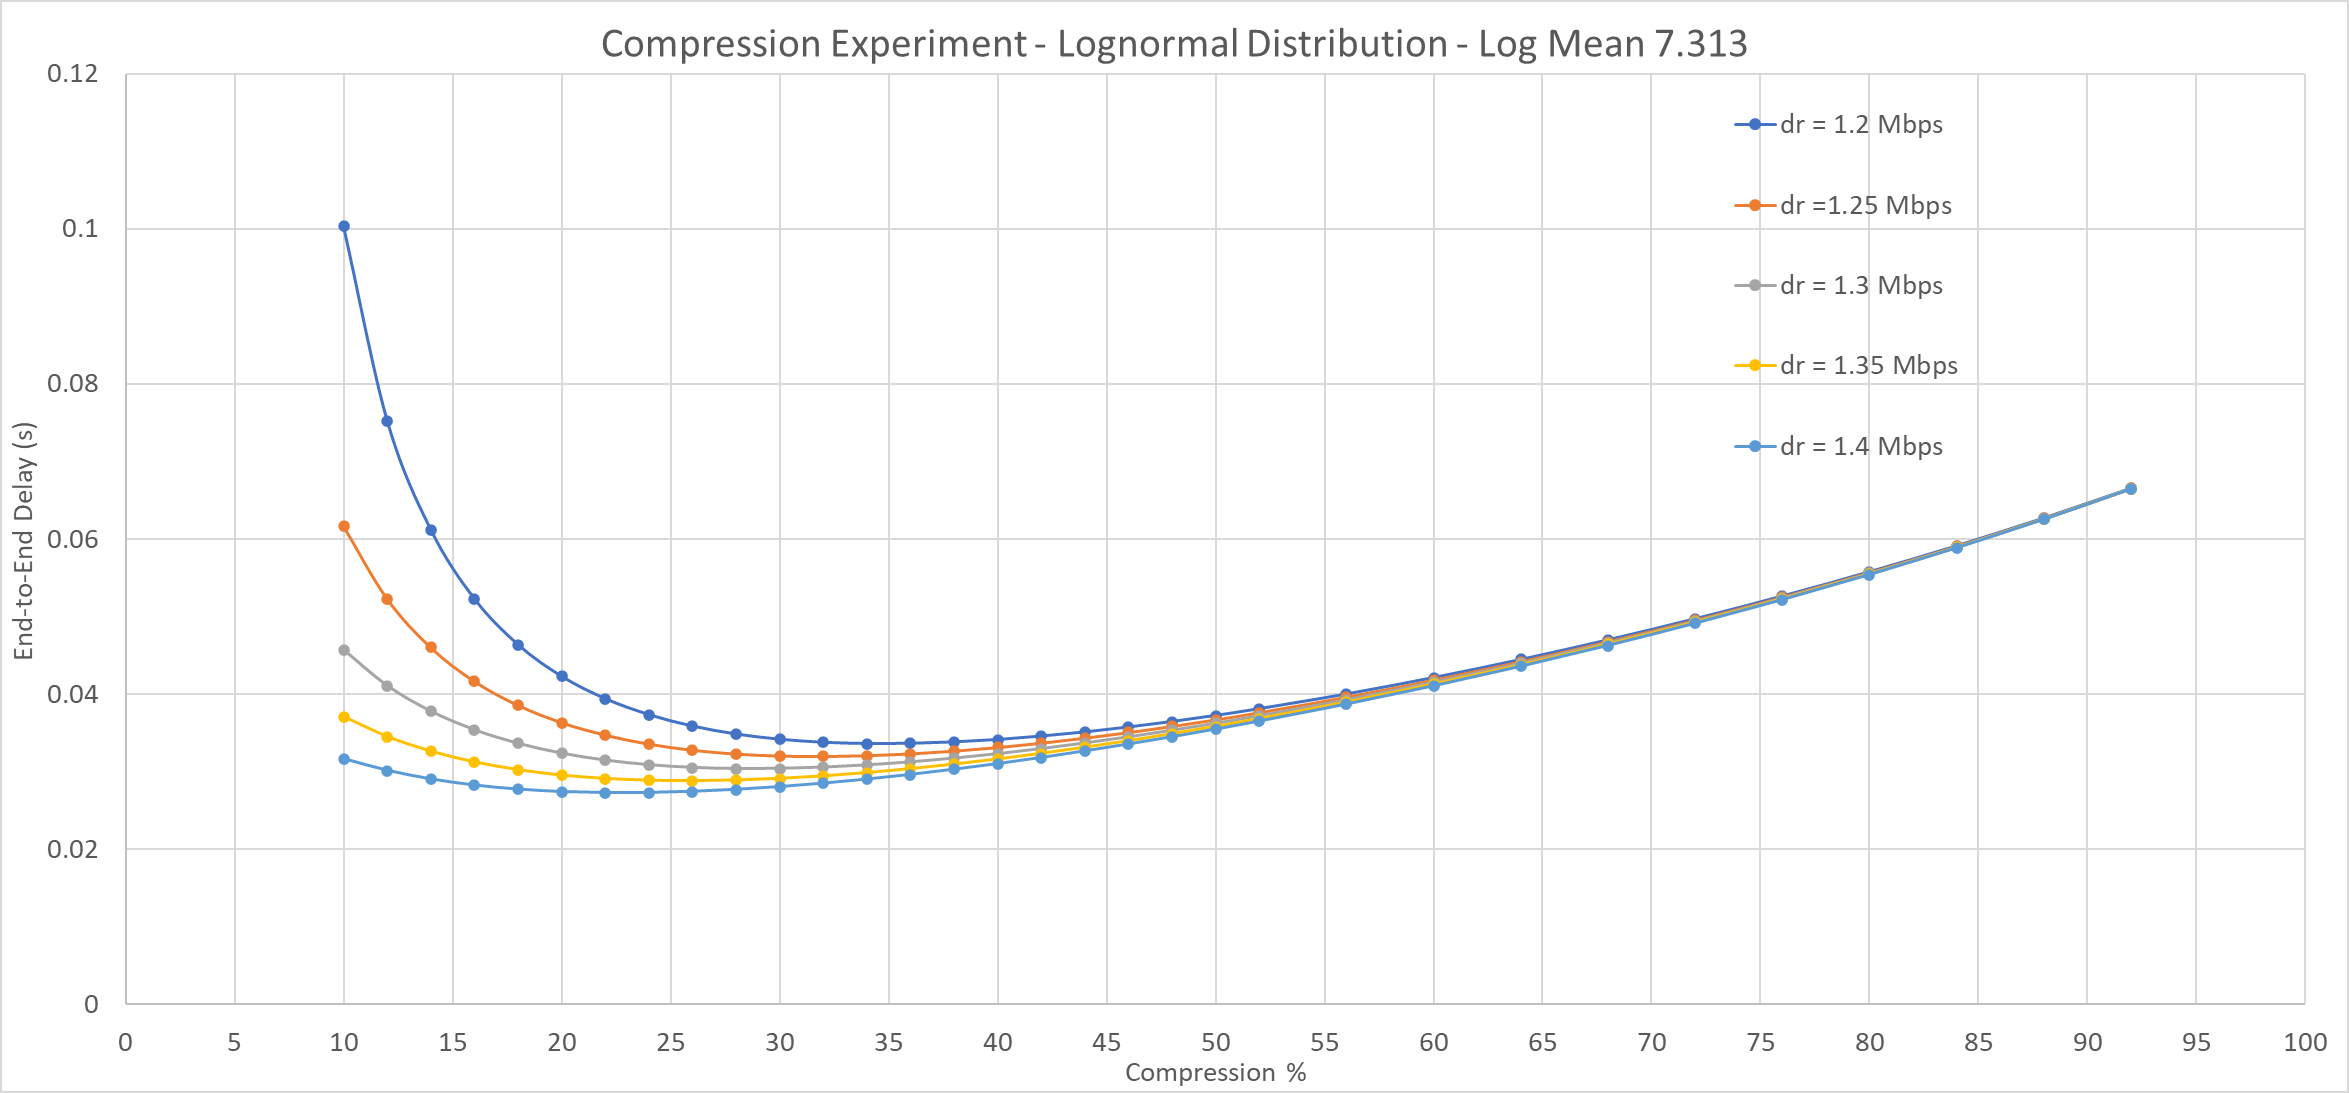 Compression Experiment - Lognormal Distribution - Log Mean 7.313
0.12
0.1
0.08
0.06
0.04
0.02
0
End-to-End Delay (s)
dr = 1.2 Mbps
dr =1.25 Mbps
dr = 1.3 Mbps
dr = 1.35 Mbps
dr = 1.4 Mbps
0 5 10 15 20 25 30 35 40 45 50 55 60 65 70 75 80 85 90 95 100
Compression %